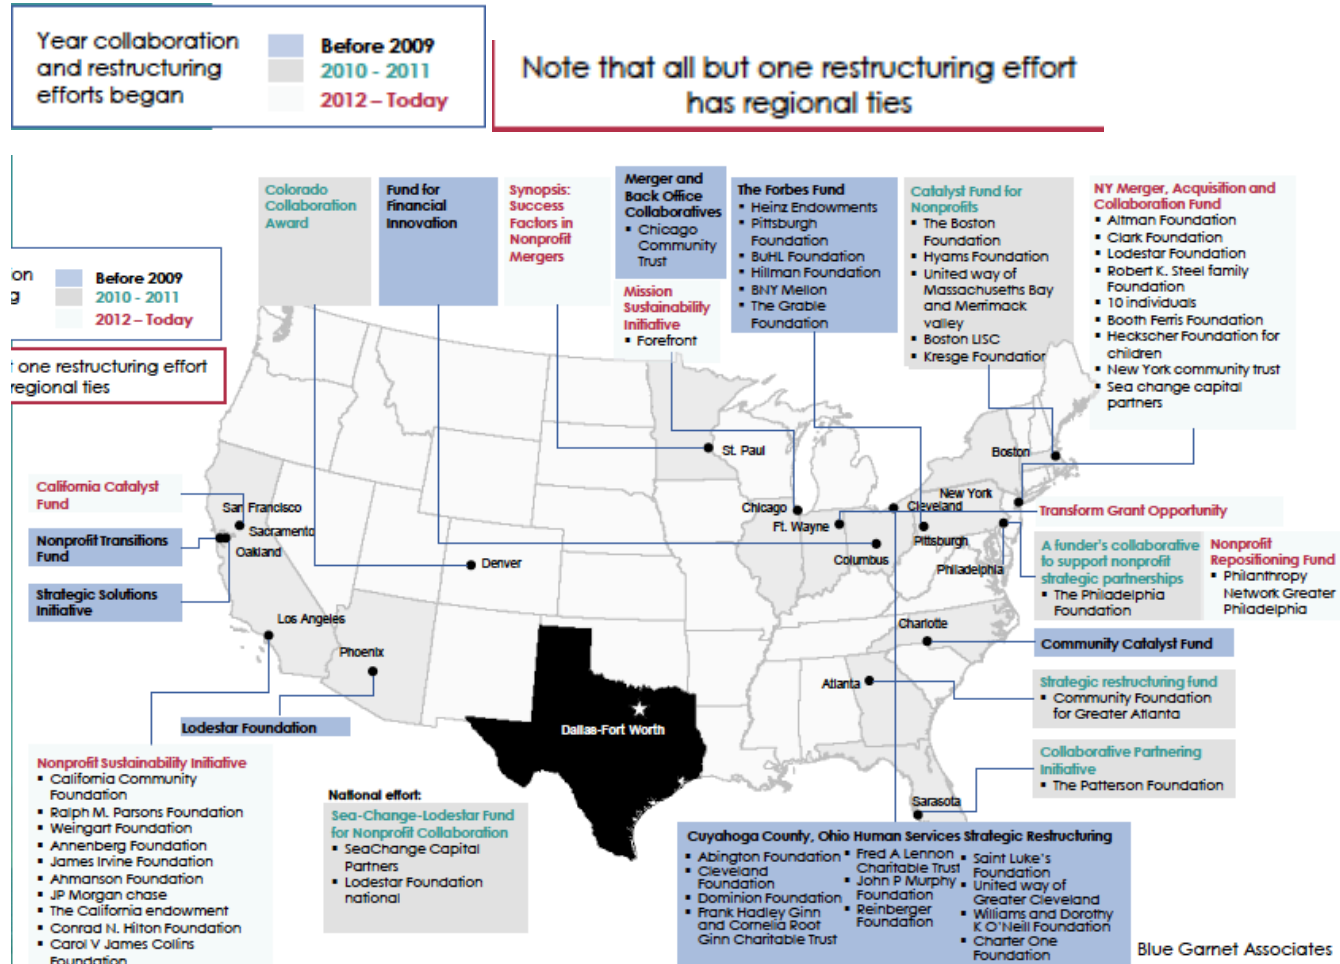 Year collaboration
and restructuring
efforts began
Before 2009
2010 - 2011
2012 – Today
Note that all but one restructuring effort
has regional ties
Colorado
Collaboration
Award
Fund for
Financial
Innovation
Synopsis:
Success
Factors in
Nonprofit
Mergers
Merger and
Back Office
Collaboratives
▪ Chicago
Community
Trust
Mission
Sustainability
Initiative
▪ Forefront
The Forbes Fund
▪ Heinz Endowments
▪ Pittsburgh
Foundation
▪ BuHL Foundation
▪ Hillman Foundation
▪ BNY Mellon
▪ The Grable
Foundation
Catalyst Fund for
Nonprofits
▪ The Boston
Foundation
▪ Hyams Foundation
▪ United way of
Massachuseths Bay
and Merrimack
valley
▪ Boston LISC
▪ Kresge Foundation
NY Merger, Acquisition and
Collaboration Fund
▪ Altman Foundation
▪ Clark Foundation
▪ Lodestar Foundation
▪ Robert K. Steel family
Foundation
▪ 10 individuals
▪ Booth Ferris Foundation
▪ Heckscher Foundation for
children
▪ New York community trust
▪ Sea change capital
partners
on
g
Before 2009
2010 - 2011
2012 – Today
t one restructuring effort
regional ties
California Catalyst
Fund
Nonprofit Transitions
Fund
Strategic Solutions
Initiative
San Francisco
Sacramento
Oakland
Los Angeles
Phoenix
Denver
St. Paul
Chicago
Ft. Wayne
Cleveland
Columbus
Pittsburgh
New York
Boston
Philadelphia
Charlotte
Atlanta
Sarasota
Dallas-Fort Worth
Transform Grant Opportunity
A funder's collaborative
to support nonprofit
strategic partnerships
▪ The Philadelphia
Foundation
Nonprofit
Repositioning Fund
▪ Philanthropy
Network Greater
Philadelphia
Community Catalyst Fund
Strategic restructuring fund
▪ Community Foundation
for Greater Atlanta
Collaborative Partnering
Initiative
▪ The Patterson Foundation
Lodestar Foundation
Nonprofit Sustainability Initiative
▪ California Community
Foundation
▪ Ralph M. Parsons Foundation
▪ Weingart Foundation
▪ Annenberg Foundation
▪ James Irvine Foundation
▪ Ahmanson Foundation
▪ JP Morgan chase
▪ The California endowment
▪ Conrad N. Hilton Foundation
▪ Carol V James Collins
Foundation
National effort:
Sea-Change-Lodestar Fund
for Nonprofit Collaboration
▪ SeaChange Capital
Partners
▪ Lodestar Foundation
national
Cuyahoga County, Ohio Human Services Strategic Restructuring
▪ Abington Foundation
▪ Cleveland
Foundation
▪ Dominion Foundation
▪ Frank Hadley Ginn
and Cornelia Root
Ginn Charitable Trust
▪ Fred A Lennon
Charitable Trust
▪ John P Murphy
Foundation
▪ Reinberger
Foundation
▪ Saint Luke's
Foundation
▪ United way of
Greater Cleveland
▪ Williams and Dorothy
K O'Neill Foundation
▪ Charter One
Foundation
Blue Garnet Associates